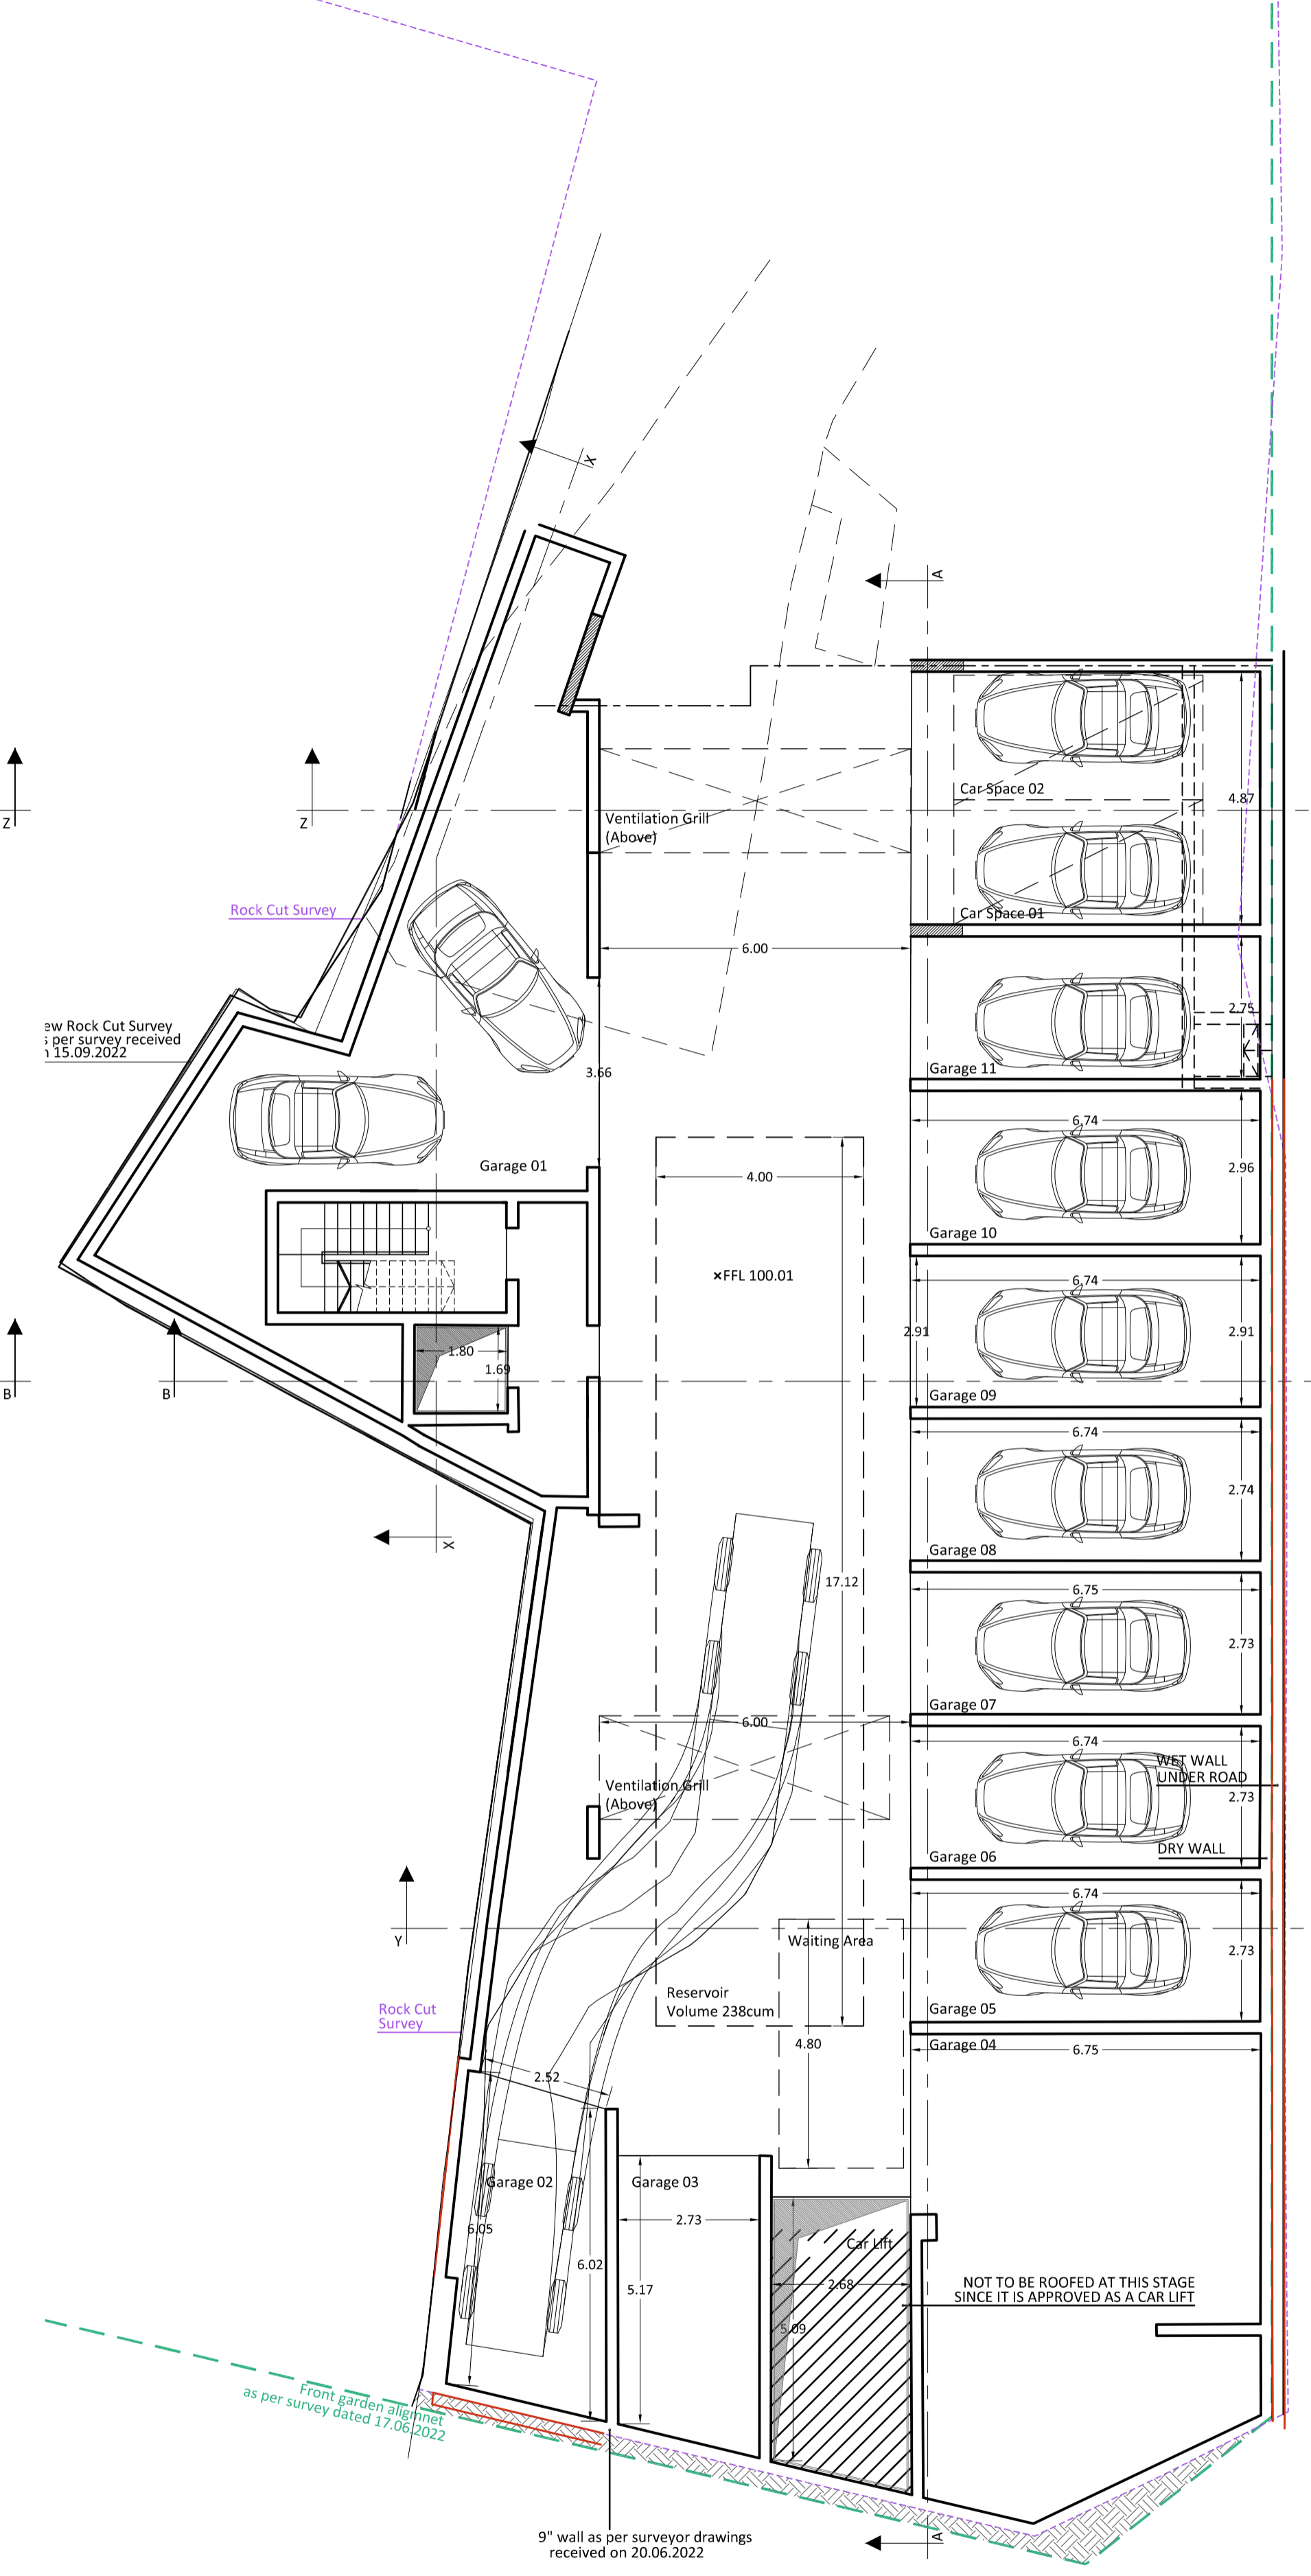 X
A
Car Space 02
4.87
Z
Z
Ventilation Grill
(Above)
Rock Cut Survey
Car Space 01
6.00
2.75
ew Rock Cut Survey
per survey received
15.09.2022
3.66
Garage 11
6.74
Garage 01
4.00
2.96
Garage 10
×FFL 100.01
6.74
2.91
2.91
1.80
1.69
B
B
Garage 09
6.74
2.74
X
Garage 08
17.12
6.75
2.73
Garage 07
6.00
6.74
WET WALL
UNDER ROAD
Ventilation Grill
(Above)
2.73
DRY WALL
Garage 06
6.74
Y
Waiting Area
2.73
Reservoir
Volume 238cum
Rock Cut
Survey
Garage 05
4.80
Garage 04
6.75
2.52
Garage 02
Garage 03
6.05
2.73
Car Lift
6.02
5.17
2.68
NOT TO BE ROOFED AT THIS STAGE
SINCE IT IS APPROVED AS A CAR LIFT
5.09
Front garden alignnet
as per survey dated 17.06.2022
9" wall as per surveyor drawings
received on 20.06.2022
A